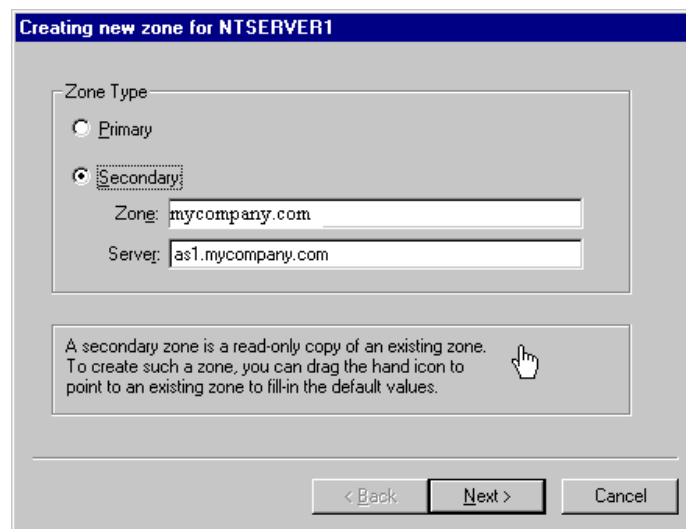 Creating new zone for NTSERVER1
Zone Type
Primary
Secondary
Zone: mycompany.com
Server: as1.mycompany.com
A secondary zone is a read-only copy of an existing zone.
To create such a zone, you can drag the hand icon to
point to an existing zone to fill-in the default values.
< Back Next > Cancel